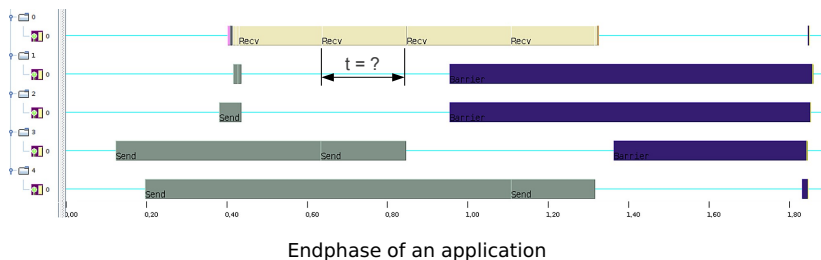 0
0 Recv Recv Recv Recv
1
t = ?
0 Barrier
2
0 Send Barrier
3
0 Send Send Barrier
4
0 Send Send
0,00 0,20 0,40 0,60 0,80 1,00 1,20 1,40 1,60 1,80
Endphase of an application